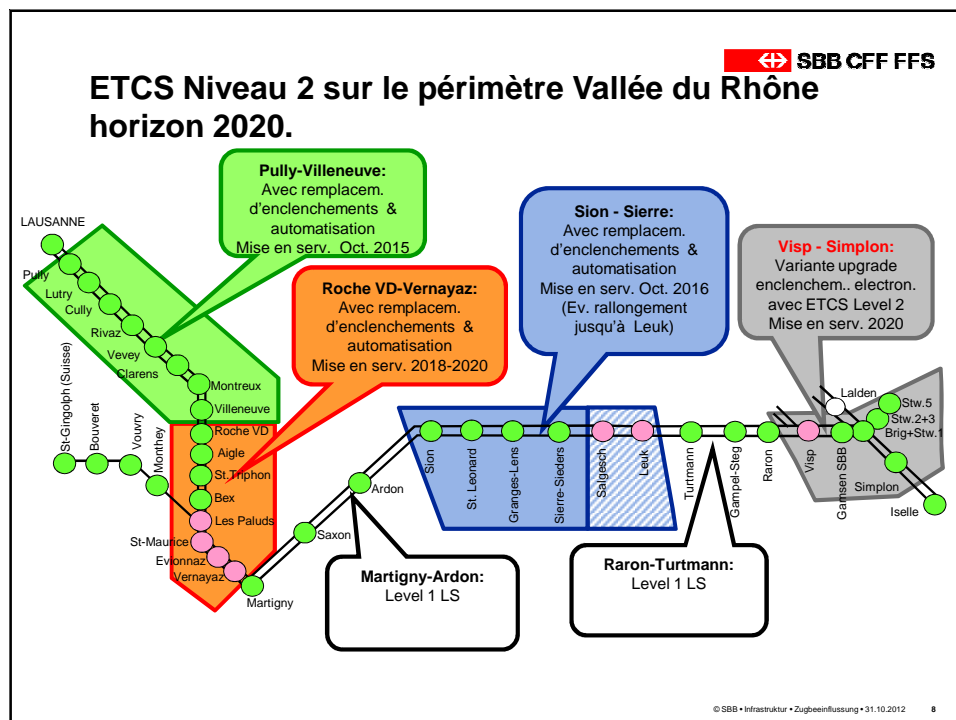 SBB CFF FFS
ETCS Niveau 2 sur le périmètre Vallée du Rhône
horizon 2020.
Pully-Villeneuve:
Avec remplacem.
d'enclenchements &
automatisation
Mise en serv. Oct. 2015
Roche VD-Vernayaz:
Avec remplacem.
d'enclenchements &
automatisation
Mise en serv. 2018-2020
Sion - Sierre:
Avec remplacem.
d'enclenchements &
automatisation
Mise en serv. Oct. 2016
(Ev. rallongement
jusqu'à Leuk)
Visp - Simplon:
Variante upgrade
enclenchem.. electron.
avec ETCS Level 2
Mise en serv. 2020
LAUSANNE
Pully
Lutry
Cully
Rivaz
Vevey
Clarens
Montreux
Villeneuve
Roche VD
Aigle
St.Triphon
Bex
Les Paluds
St-Maurice
Evionnaz
Vernayaz
Martigny
St-Gingolph (Suisse)
Bouveret
Vouvry
Monthey
Saxon
Ardon
Sion
St. Leonard
Granges-Lens
Sierre-Sieders
Salgesch
Leuk
Turtmann
Gampel-Steg
Raron
Visp
Gamsen SBB
Lalden
Stw.5
Stw.2+3
Brig+Stw.1
Simplon
Iselle
Martigny-Ardon:
Level 1 LS
Raron-Turtmann:
Level 1 LS
© SBB • Infrastruktur • Zugbeeinflussung • 31.10.2012 8